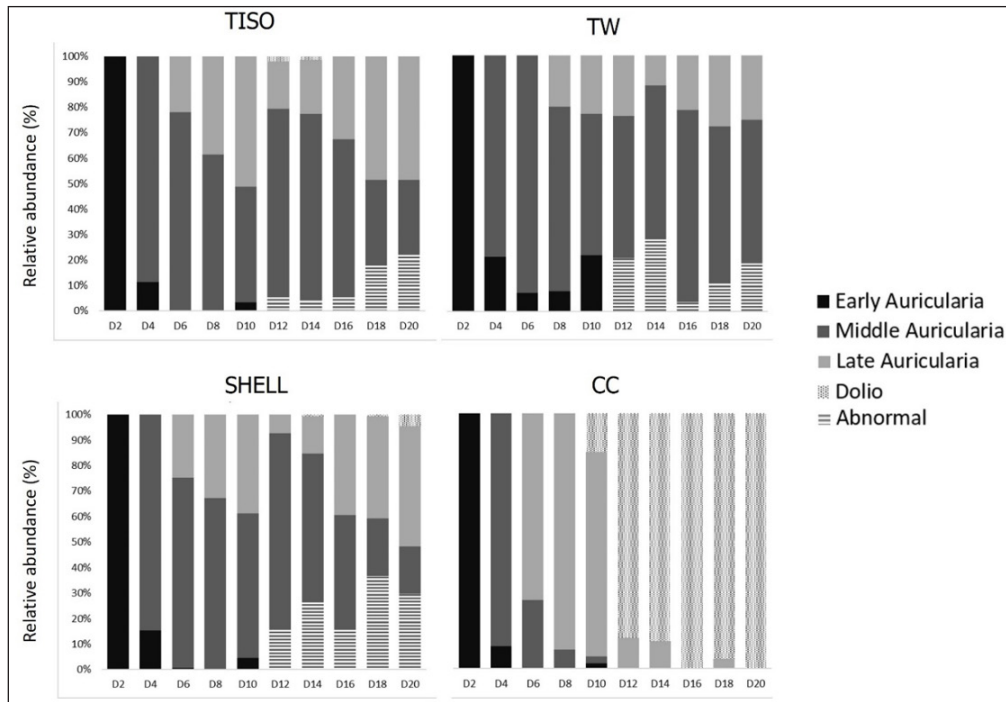 TISO
TW
Relative abundance (%)
100%
90%
80%
70%
60%
50%
40%
30%
20%
10%
0%
D2 D4 D6 D8 D10 D12 D14 D16 D18 D20
100%
90%
80%
70%
60%
50%
40%
30%
20%
10%
0%
D2 D4 D6 D8 D10 D12 D14 D16 D18 D20
Early Auricularia
Middle Auricularia
Late Auricularia
Dolio
Abnormal
SHELL
CC
Relative abundance (%)
100%
90%
80%
70%
60%
50%
40%
30%
20%
10%
0%
D2 D4 D6 D8 D10 D12 D14 D16 D18 D20
100%
90%
80%
70%
60%
50%
40%
30%
20%
10%
0%
D2 D4 D6 D8 D10 D12 D14 D16 D18 D20